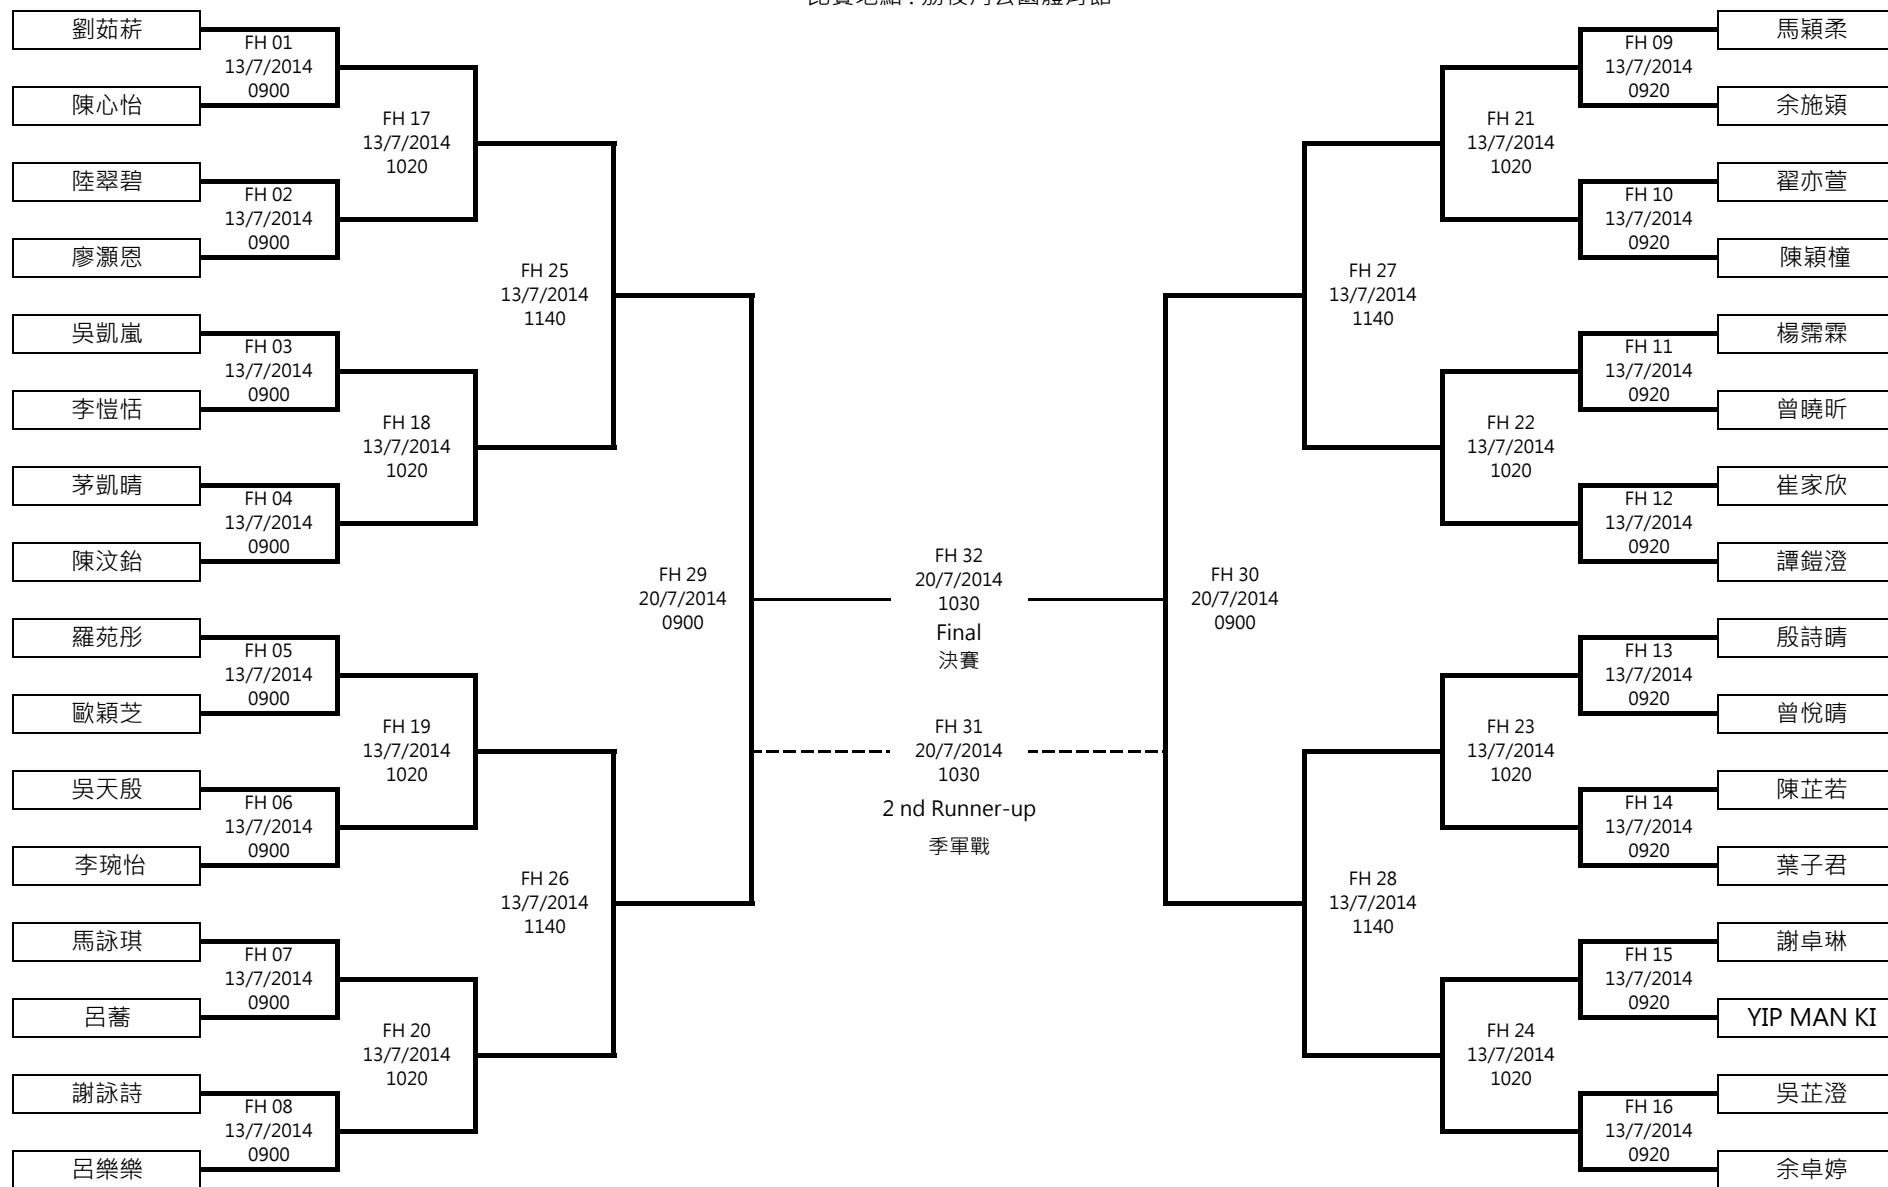 劉茹菥
FH 01
13/7/2014
0900
陳心怡
FH 17
13/7/2014
1020
陸翠碧
FH 02
13/7/2014
0900
廖灝恩
FH 25
13/7/2014
1140
吳凱嵐
FH 03
13/7/2014
0900
李愷恬
FH 18
13/7/2014
1020
茅凱晴
FH 04
13/7/2014
0900
陳汶鈶
FH 29
20/7/2014
0900
羅苑彤
FH 05
13/7/2014
0900
歐穎芝
FH 19
13/7/2014
1020
吳天殷
FH 06
13/7/2014
0900
李琬怡
FH 26
13/7/2014
1140
馬詠琪
FH 07
13/7/2014
0900
呂蕎
FH 20
13/7/2014
1020
謝詠詩
FH 08
13/7/2014
0900
呂樂樂
FH 32
20/7/2014
1030
Final
決賽
FH 31
20/7/2014
1030
2 nd Runner-up
季軍戰
馬穎柔
FH 09
13/7/2014
0920
余施潁
FH 21
13/7/2014
1020
翟亦萱
FH 10
13/7/2014
0920
陳穎橦
FH 27
13/7/2014
1140
楊霈霖
FH 11
13/7/2014
0920
曾曉昕
FH 22
13/7/2014
1020
崔家欣
FH 12
13/7/2014
0920
譚鎧澄
FH 30
20/7/2014
0900
殷詩晴
FH 13
13/7/2014
0920
曾悅晴
FH 23
13/7/2014
1020
陳芷若
FH 14
13/7/2014
0920
葉子君
FH 28
13/7/2014
1140
謝卓琳
FH 15
13/7/2014
0920
YIP MAN KI
FH 24
13/7/2014
1020
吳芷澄
FH 16
13/7/2014
0920
余卓婷